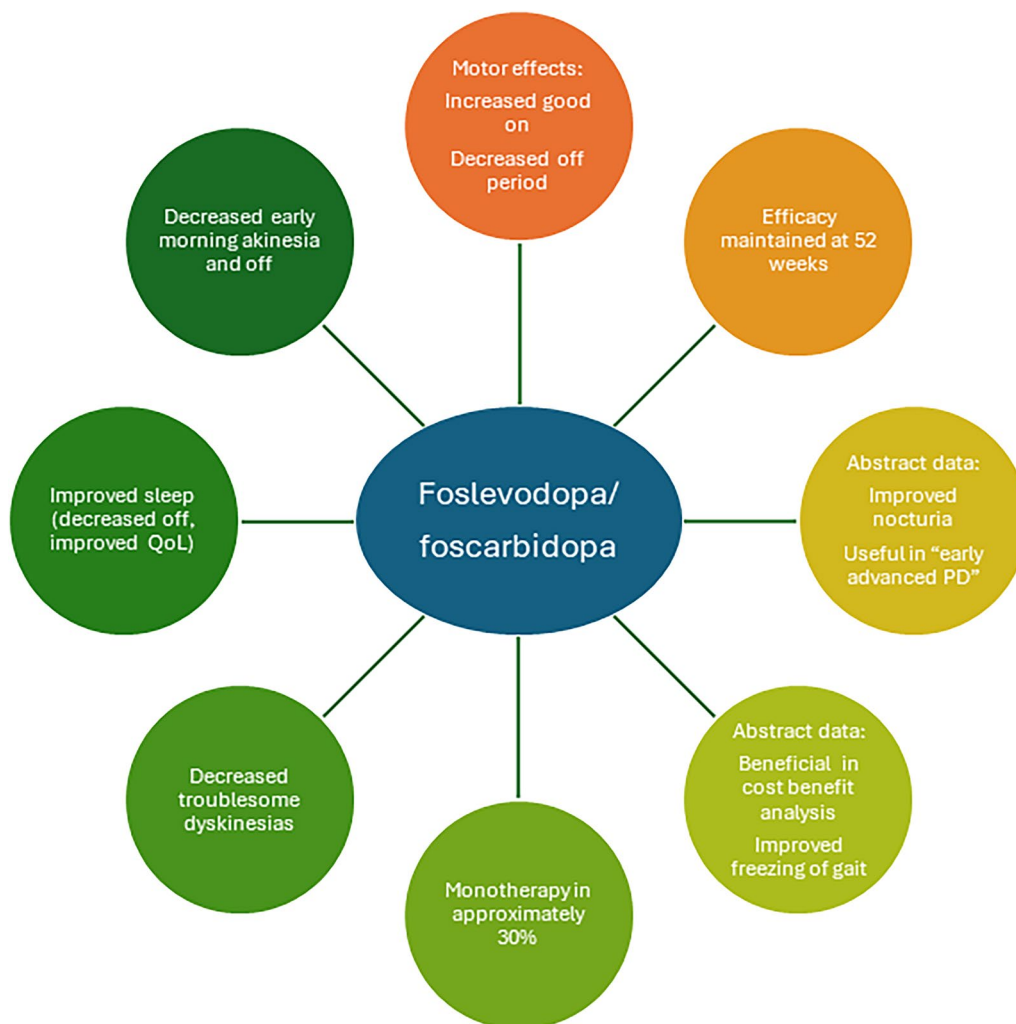 Motor effects:
Increased good
on
Decreased off
period
Efficacy
maintained at 52
weeks
Abstract data:
Improved
nocturia
Useful in “early
advanced PD”
Abstract data:
Beneficial in
cost benefit
analysis
Improved
freezing of gait
Monotherapy in
approximately
30%
Decreased
troublesome
dyskinesias
Improved sleep
(decreased off,
improved QoL)
Decreased early
morning akinesia
and off
Foslevodopa/
foscarbidopa